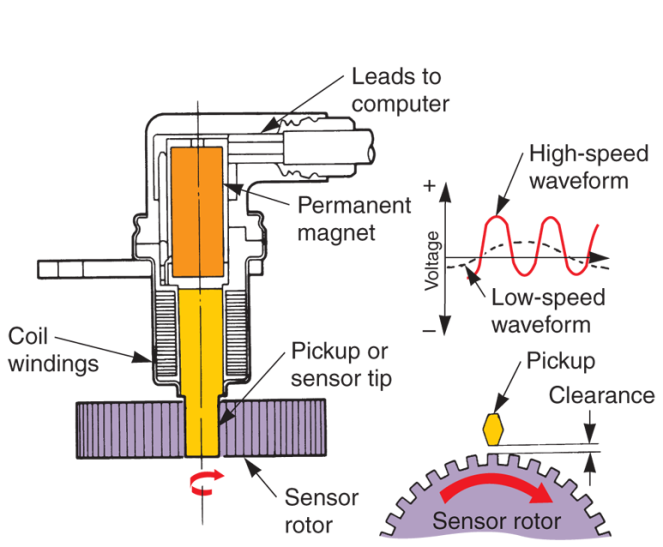 Leads to
computer
High-speed
waveform
+
Permanent
magnet
Voltage
Low-speed
waveform
–
Coil
windings
Pickup or
sensor tip
Pickup
Clearance
Sensor
rotor
Sensor rotor